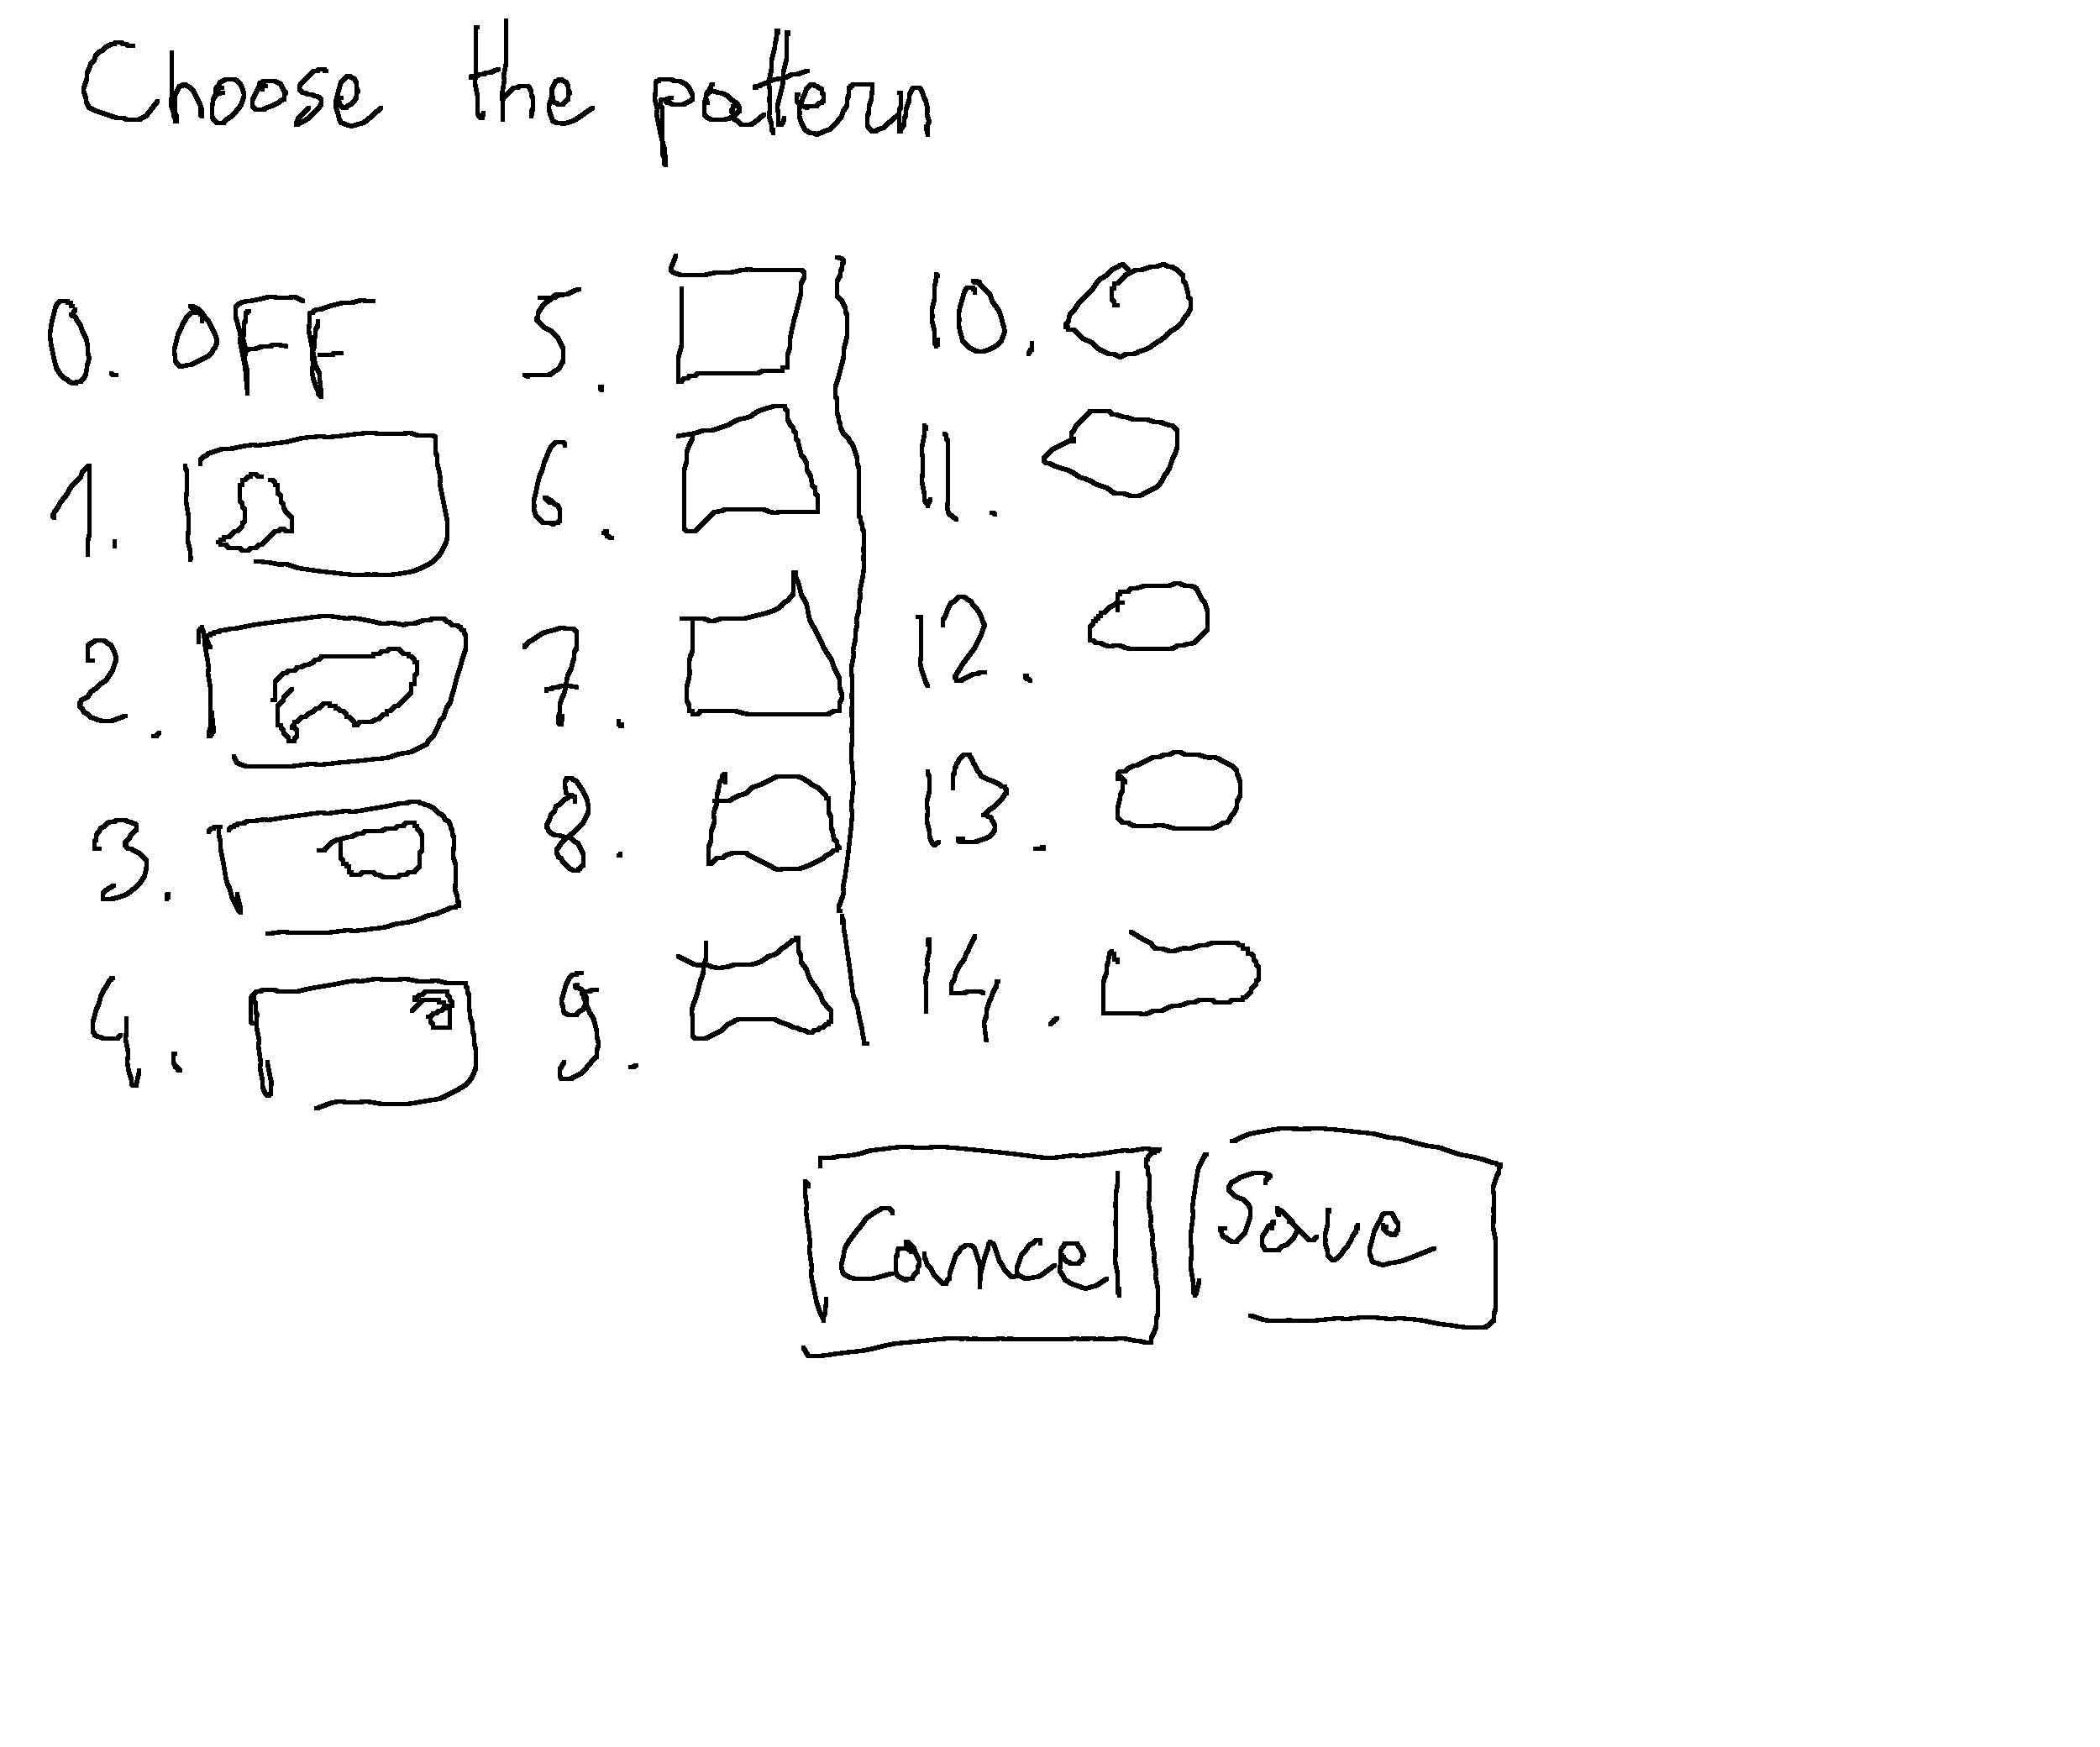 Choose the pattern
0. OFF 5. 10.
1. 6. 11.
2. 7. 12.
3. 8. 13.
4. 9. 14.
Cancel Save